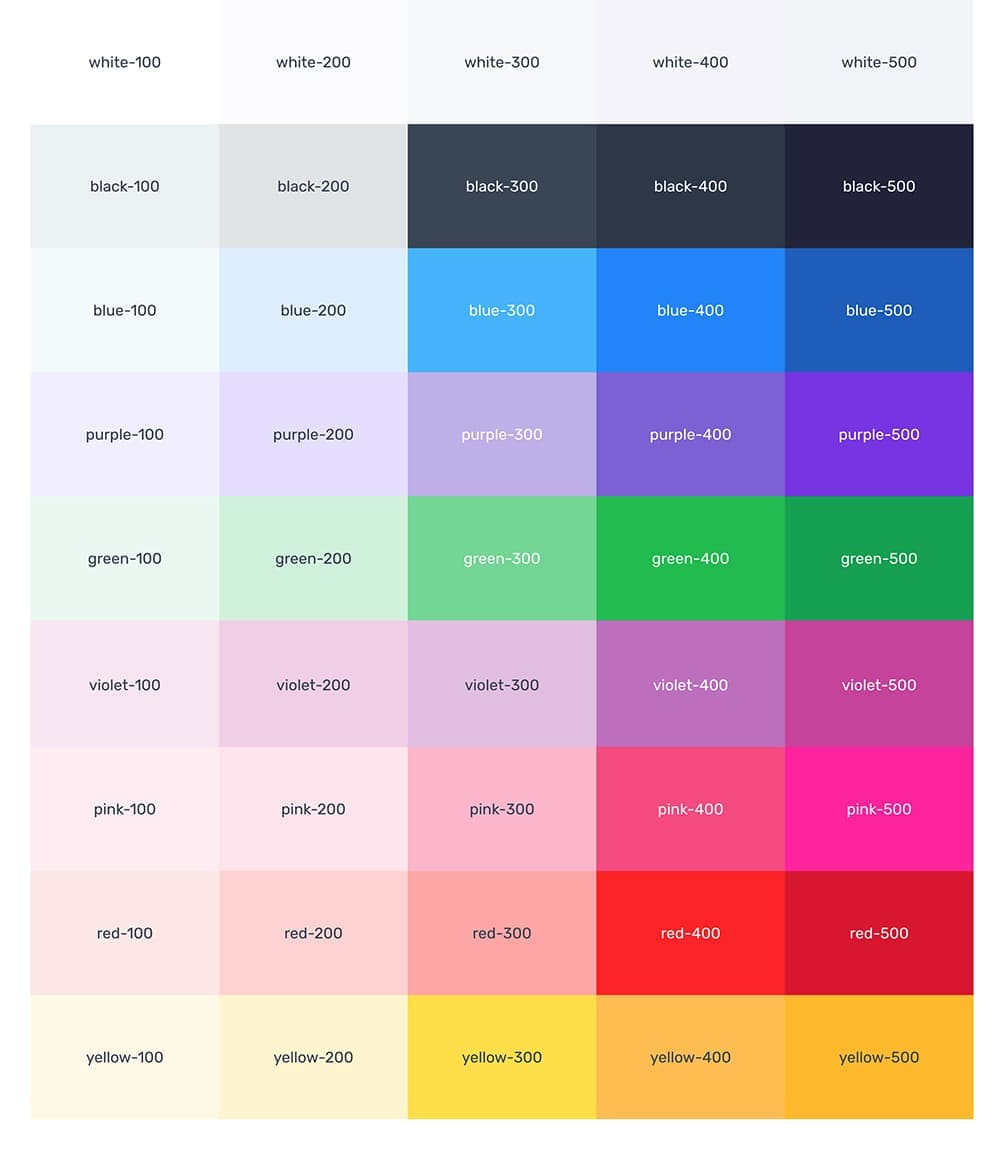 white-100 white-200 white-300 white-400 white-500
black-100 black-200 black-300 black-400 black-500
blue-100 blue-200 blue-300 blue-400 blue-500
purple-100 purple-200 purple-300 purple-400 purple-500
green-100 green-200 green-300 green-400 green-500
violet-100 violet-200 violet-300 violet-400 violet-500
pink-100 pink-200 pink-300 pink-400 pink-500
red-100 red-200 red-300 red-400 red-500
yellow-100 yellow-200 yellow-300 yellow-400 yellow-500